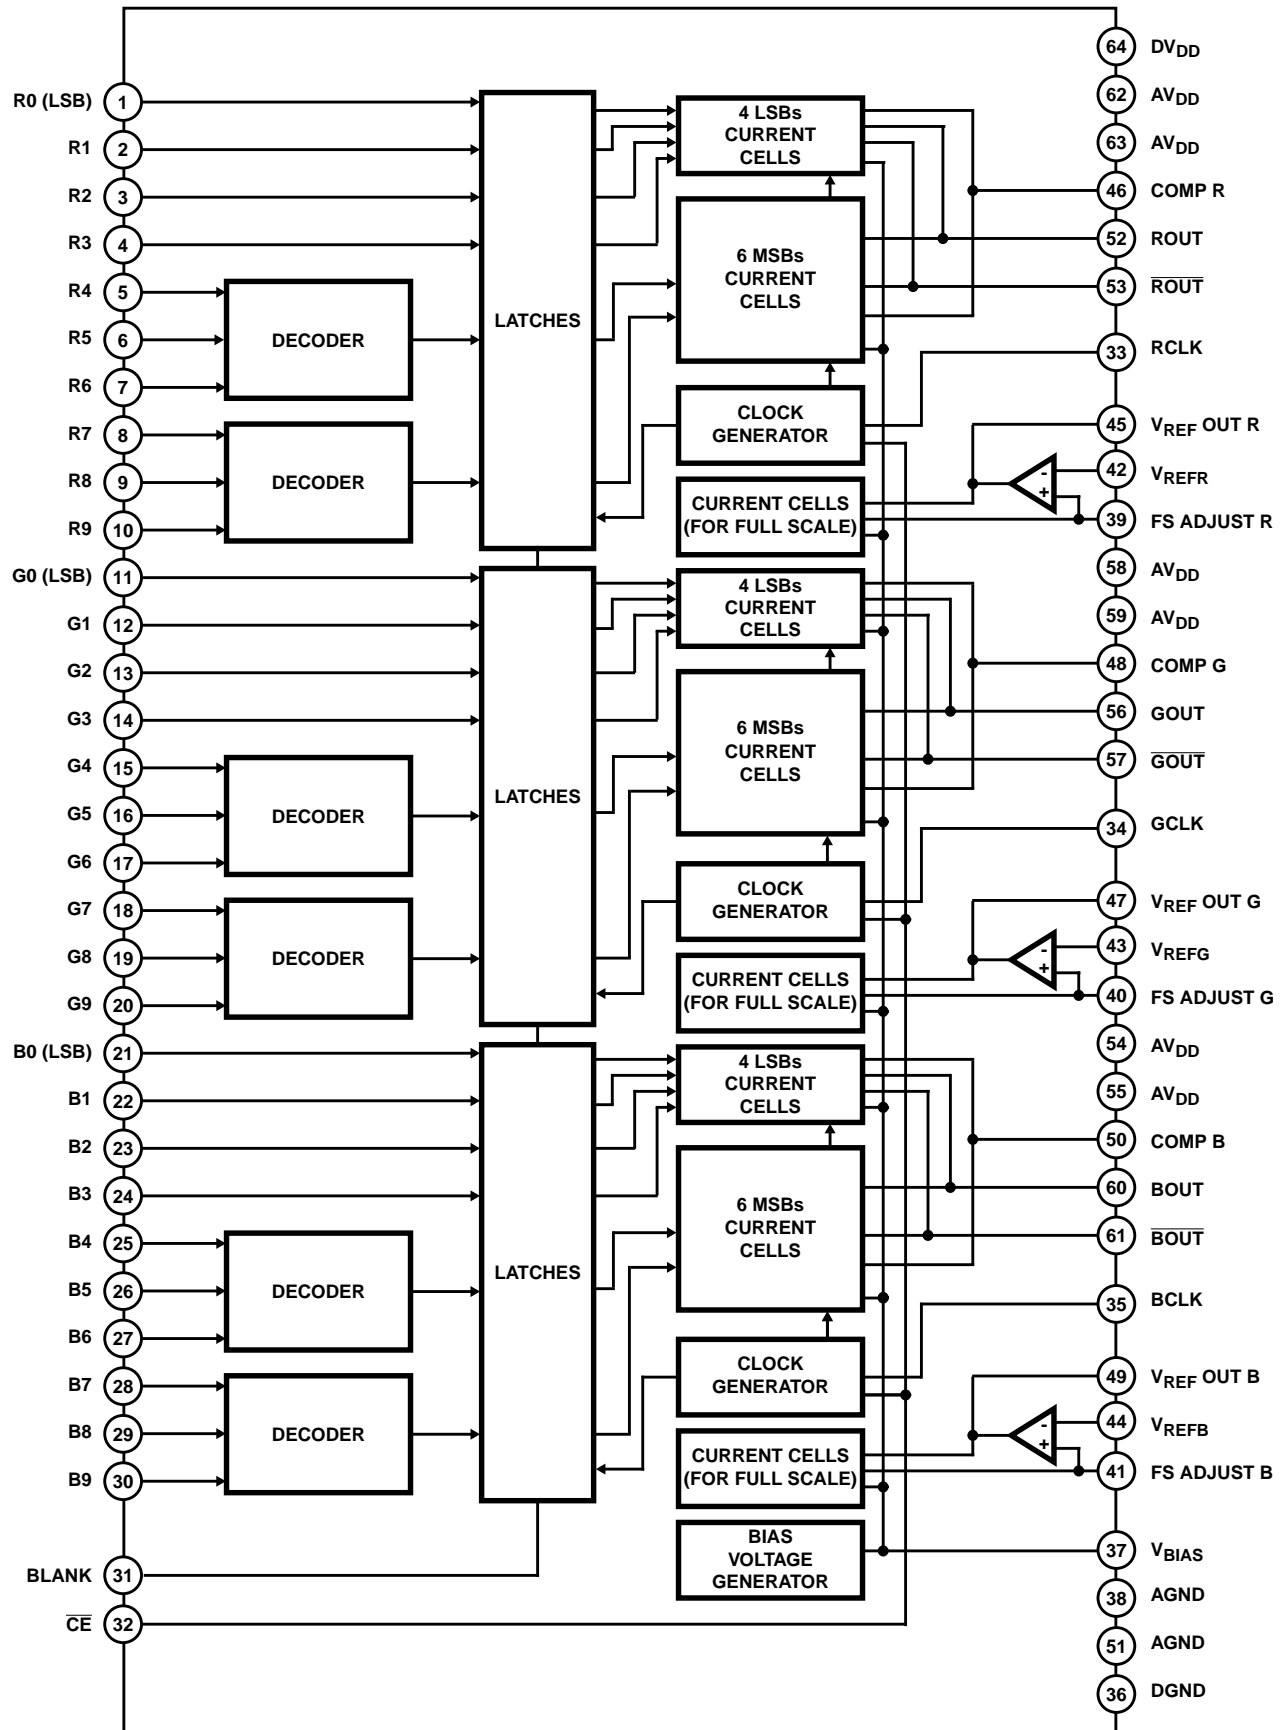 R0 (LSB) 1
R1 2
R2 3
R3 4
R4 5
R5 6
R6 7
R7 8
R8 9
R9 10
G0 (LSB) 11
G1 12
G2 13
G3 14
G4 15
G5 16
G6 17
G7 18
G8 19
G9 20
B0 (LSB) 21
B1 22
B2 23
B3 24
B4 25
B5 26
B6 27
B7 28
B8 29
B9 30
BLANK 31
CE 32
DECODER
DECODER
DECODER
DECODER
DECODER
DECODER
LATCHES
LATCHES
LATCHES
4 LSBs
CURRENT
CELLS
6 MSBs
CURRENT
CELLS
CLOCK
GENERATOR
CURRENT CELLS
(FOR FULL SCALE)
4 LSBs
CURRENT
CELLS
6 MSBs
CURRENT
CELLS
CLOCK
GENERATOR
CURRENT CELLS
(FOR FULL SCALE)
4 LSBs
CURRENT
CELLS
6 MSBs
CURRENT
CELLS
CLOCK
GENERATOR
CURRENT CELLS
(FOR FULL SCALE)
BIAS
VOLTAGE
GENERATOR
-
+
-
+
-
+
64 DVDD
62 AVDD
63 AVDD
46 COMP R
52 ROUT
53 ROUT
33 RCLK
45 VREF OUT R
42 VREFR
39 FS ADJUST R
58 AVDD
59 AVDD
48 COMP G
56 GOUT
57 GOUT
34 GCLK
47 VREF OUT G
43 VREFG
40 FS ADJUST G
54 AVDD
55 AVDD
50 COMP B
60 BOUT
61 BOUT
35 BCLK
49 VREF OUT B
44 VREFB
41 FS ADJUST B
37 VBIAS
38 AGND
51 AGND
36 DGND